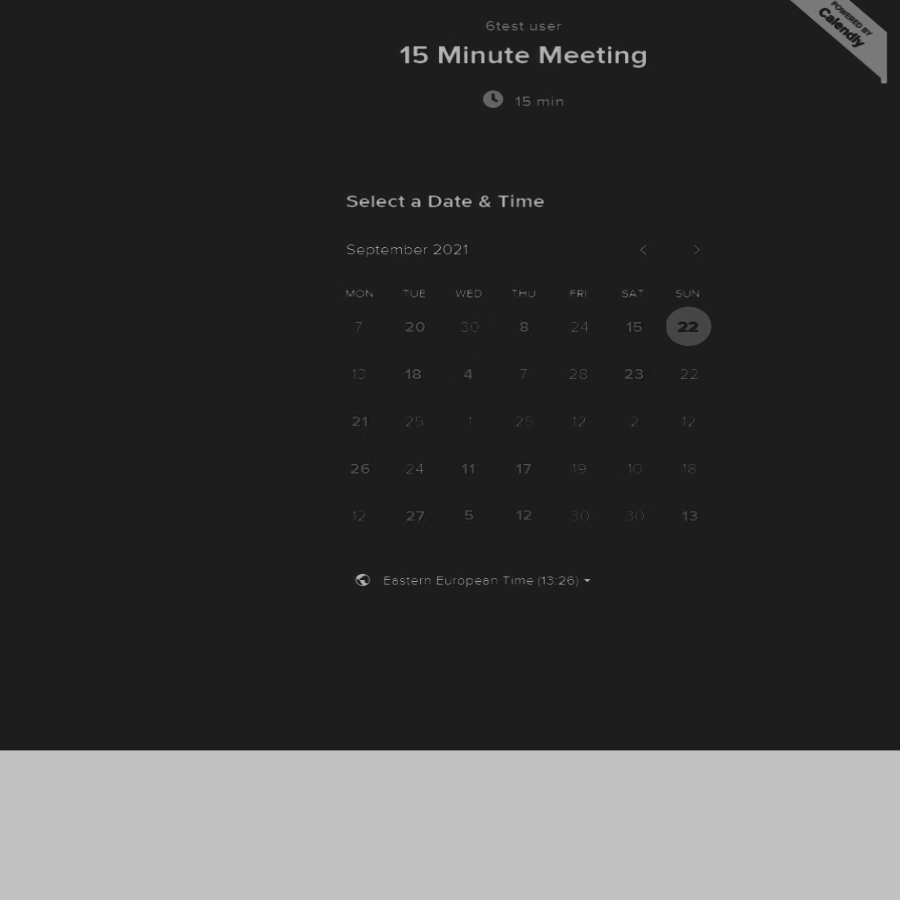 6test user
15 Minute Meeting
15 min
POWERED BY
Calendly
Select a Date & Time
September 2021
MON TUE WED THU FRI SAT SUN
7 20 30 8 24 15 22
13 18 4 7 28 23 22
21 25 1 25 12 2 12
26 24 11 17 19 10 18
12 27 5 12 30 30 13
Eastern European Time (13:26)